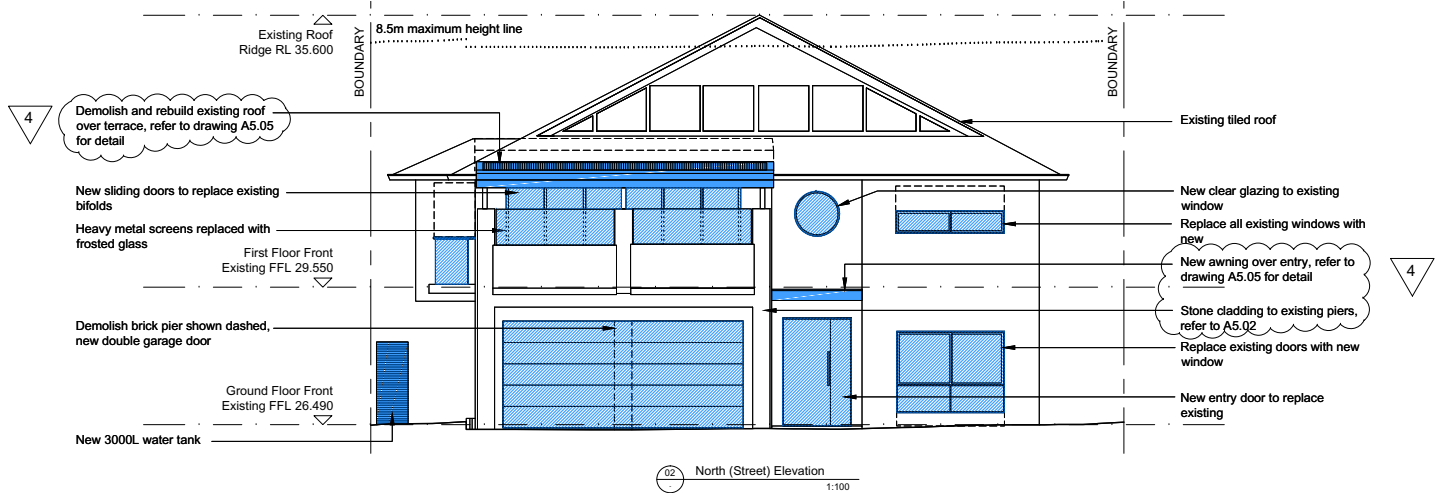 Existing Roof
Ridge RL 35.600
BOUNDARY
8.5m maximum height line
BOUNDARY
4
Demolish and rebuild existing roof
over terrace, refer to drawing A5.05
for detail
New sliding doors to replace existing
bifolds
Heavy metal screens replaced with
frosted glass
First Floor Front
Existing FFL 29.550
Demolish brick pier shown dashed,
new double garage door
Ground Floor Front
Existing FFL 26.490
New 3000L water tank
Existing tiled roof
New clear glazing to existing
window
Replace all existing windows with
new
New awning over entry, refer to
drawing A5.05 for detail
4
Stone cladding to existing piers,
refer to A5.02
Replace existing doors with new
window
New entry door to replace
existing
02
-
North (Street) Elevation
1:100